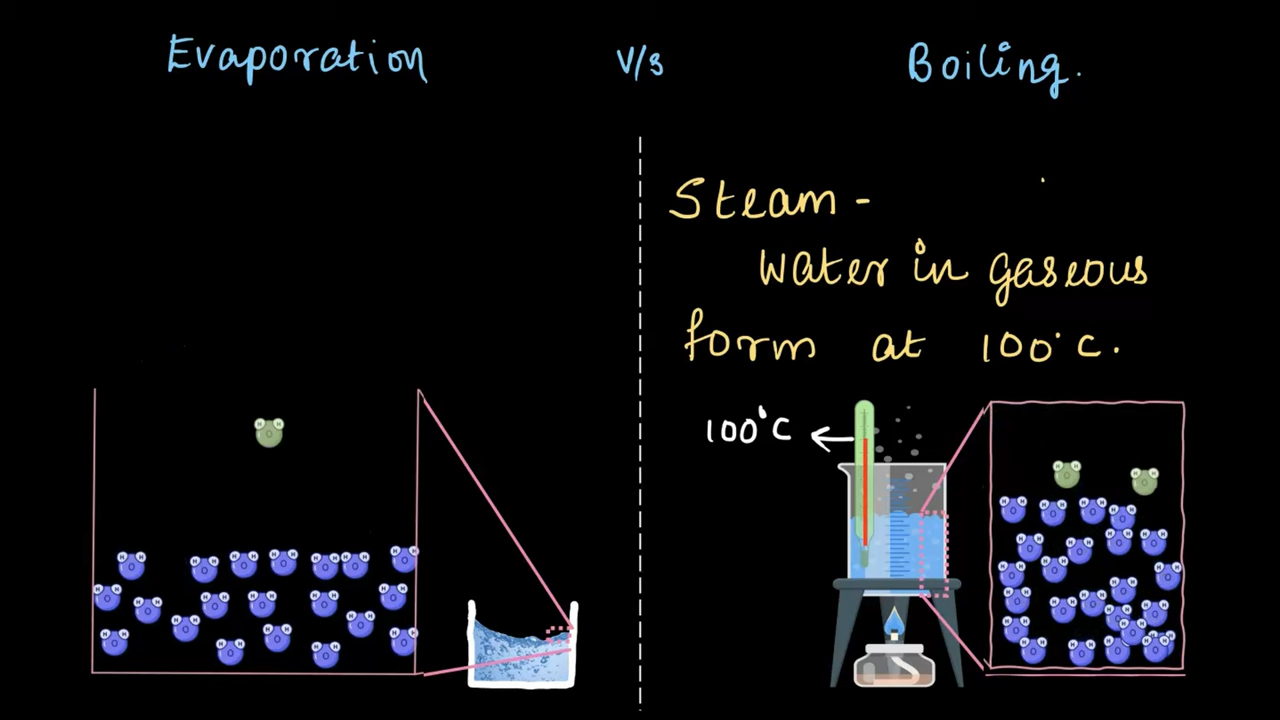 Evaporation v/s Boiling.
Steam -
Water in gaseous
form at 100°C.
100°C